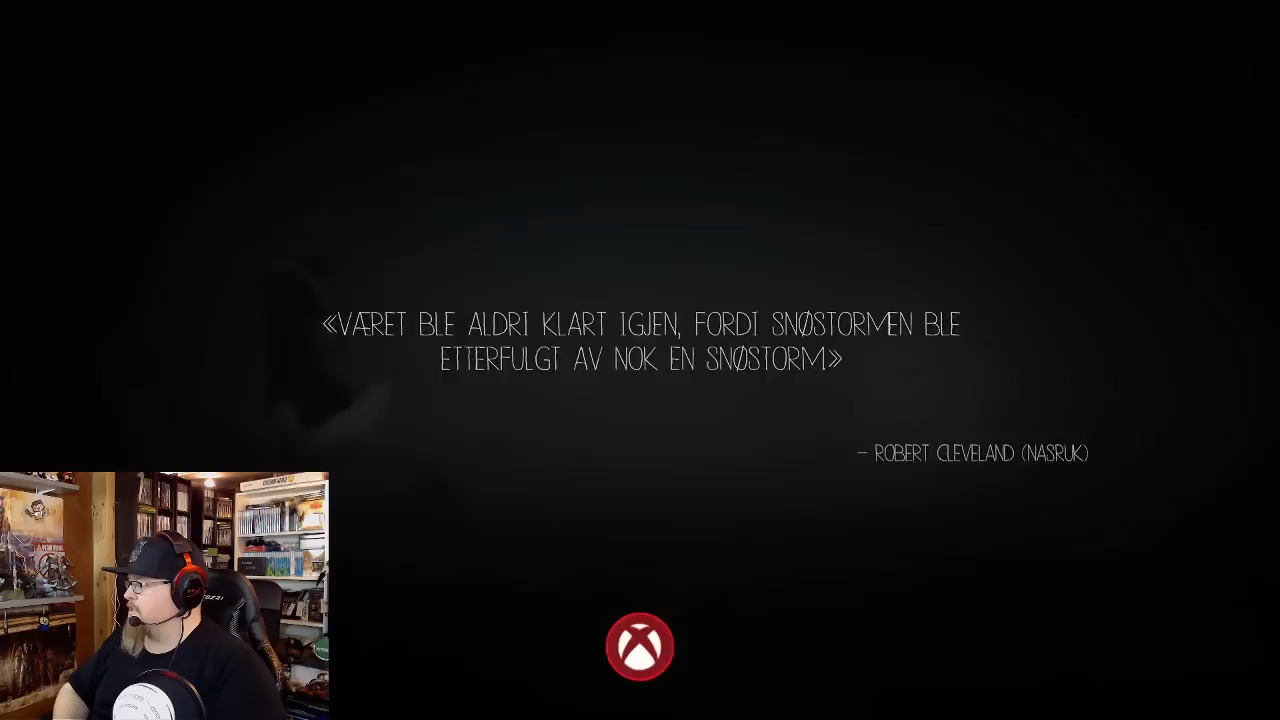 «VÆRET BLE ALDRI KLART IGJEN, FORDI SNØSTORMEN BLE
ETTERFULGT AV NOK EN SNØSTORM»
– ROBERT CLEVELAND (NASRUK)